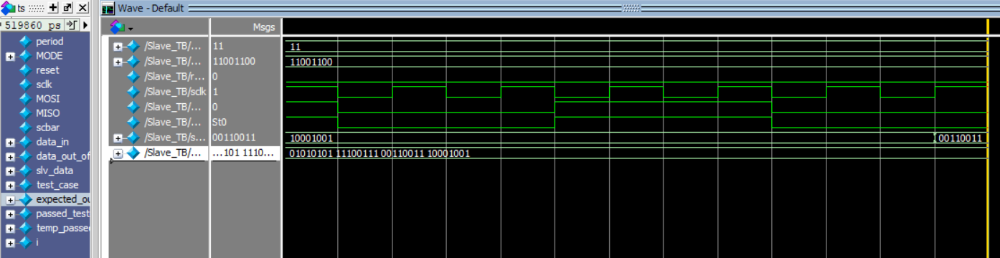 ts
Wave - Default
519860 ps
Msgs
period
MODE
reset
sclk
MOSI
MISO
scbar
data_in
data_out_of
slv_data
test_case
expected_ou
passed_test
temp_passe
i
/Slave_TB/... 11 11
/Slave_TB/... 11001100 11001100
/Slave_TB/r... 0
/Slave_TB/sclk 1
/Slave_TB/... 0
/Slave_TB/... St0
/Slave_TB/s... 00110011 10001001 00110011
/Slave_TB/... ...101 1110... 01010101 11100111 00110011 10001001